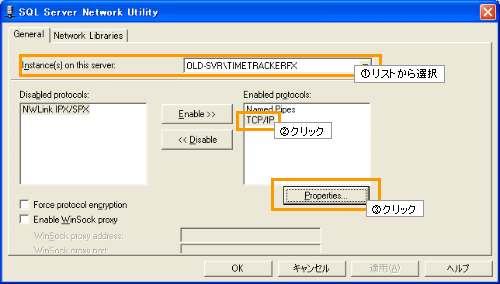 SQL Server Network Utility
General
Network Libraries
Instance(s) on this server:
OLD-SVR\TIMETRACKERFX
①リストから選択
Disabled protocols:
Enabled protocols:
NWLink IPX/SPX
Enable >>
<< Disable
Named Pipes
TCP/IP
②クリック
Properties...
③クリック
Force protocol encryption
Enable WinSock proxy
WinSock proxy address:
WinSock proxy port:
OK
キャンセル
適用(A)
ヘルプ